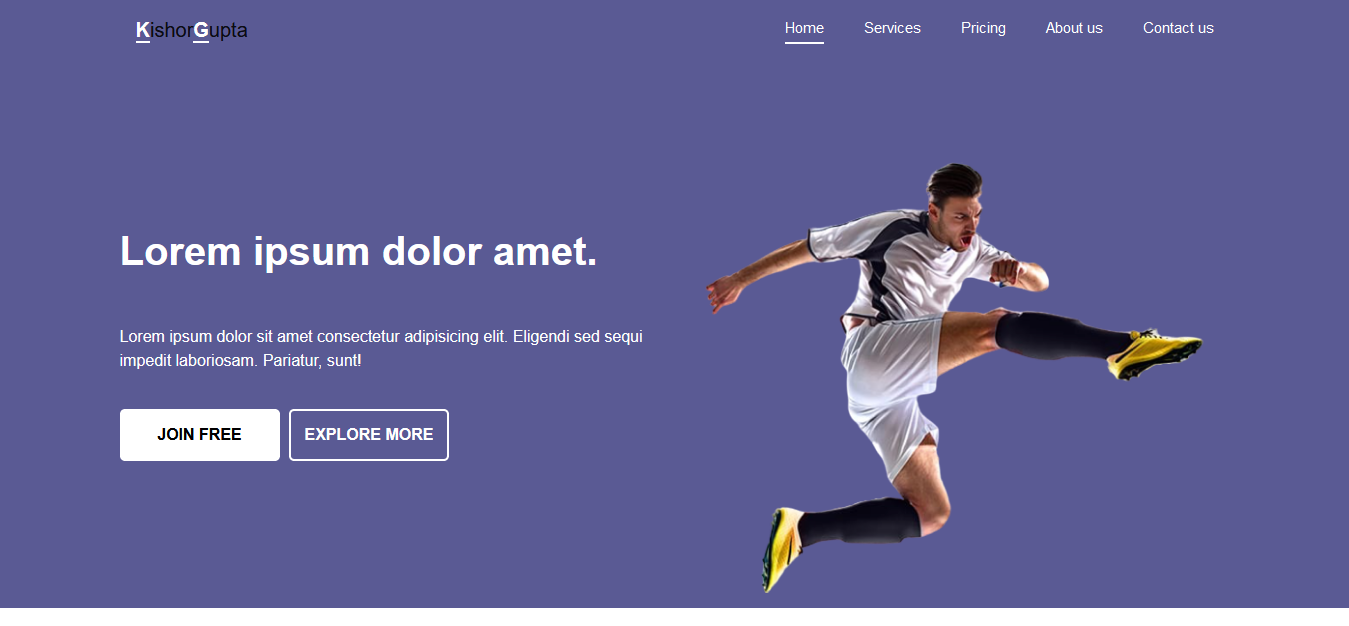 KishorGupta
Home Services Pricing About us Contact us
Lorem ipsum dolor amet.
Lorem ipsum dolor sit amet consectetur adipisicing elit. Eligendi sed sequi
impedit laboriosam. Pariatur, sunt!
JOIN FREE EXPLORE MORE